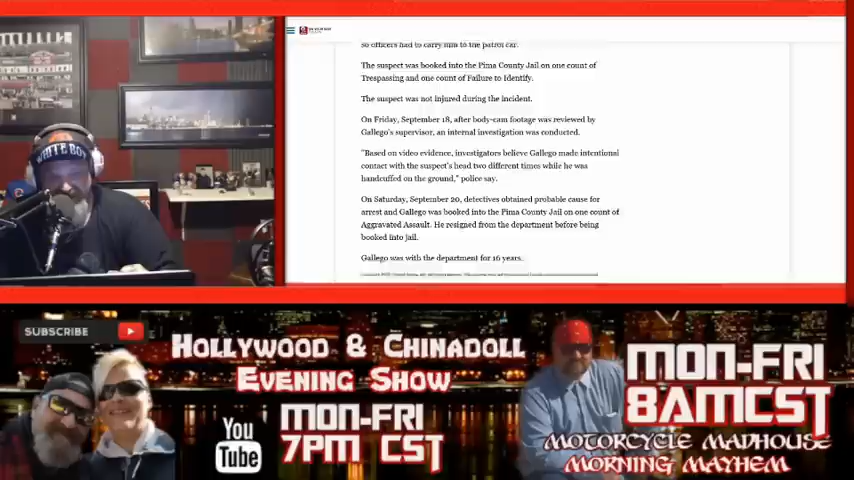 WHITE BOY
so officers had to carry him to the patrol car.
The suspect was booked into the Pima County Jail on one count of
Trespassing and one count of Failure to Identify.
The suspect was not injured during the incident.
On Friday, September 18, after body-cam footage was reviewed by
Gallego's supervisor, an internal investigation was conducted.
"Based on video evidence, investigators believe Gallego made intentional
contact with the suspect's head two different times while he was
handcuffed on the ground," police say.
On Saturday, September 20, detectives obtained probable cause for
arrest and Gallego was booked into the Pima County Jail on one count of
Aggravated Assault. He resigned from the department before being
booked into jail.
Gallego was with the department for 16 years.
SUBSCRIBE
HOLLYWOOD & CHINADOLL
EVENING SHOW
You
Tube
MON-FRI
7PM CST
MON-FRI
8AMCST
MOTORCYCLE MADHOUSE
MORNING MAYHEM